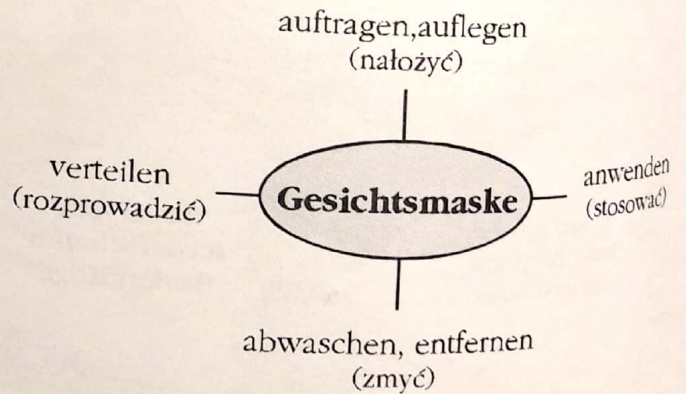 auftragen,auflegen
(nałożyć)
verteilen
(rozprowadzić)
Gesichtsmaske
anwenden
(stosować)
abwaschen, entfernen
(zmyć)